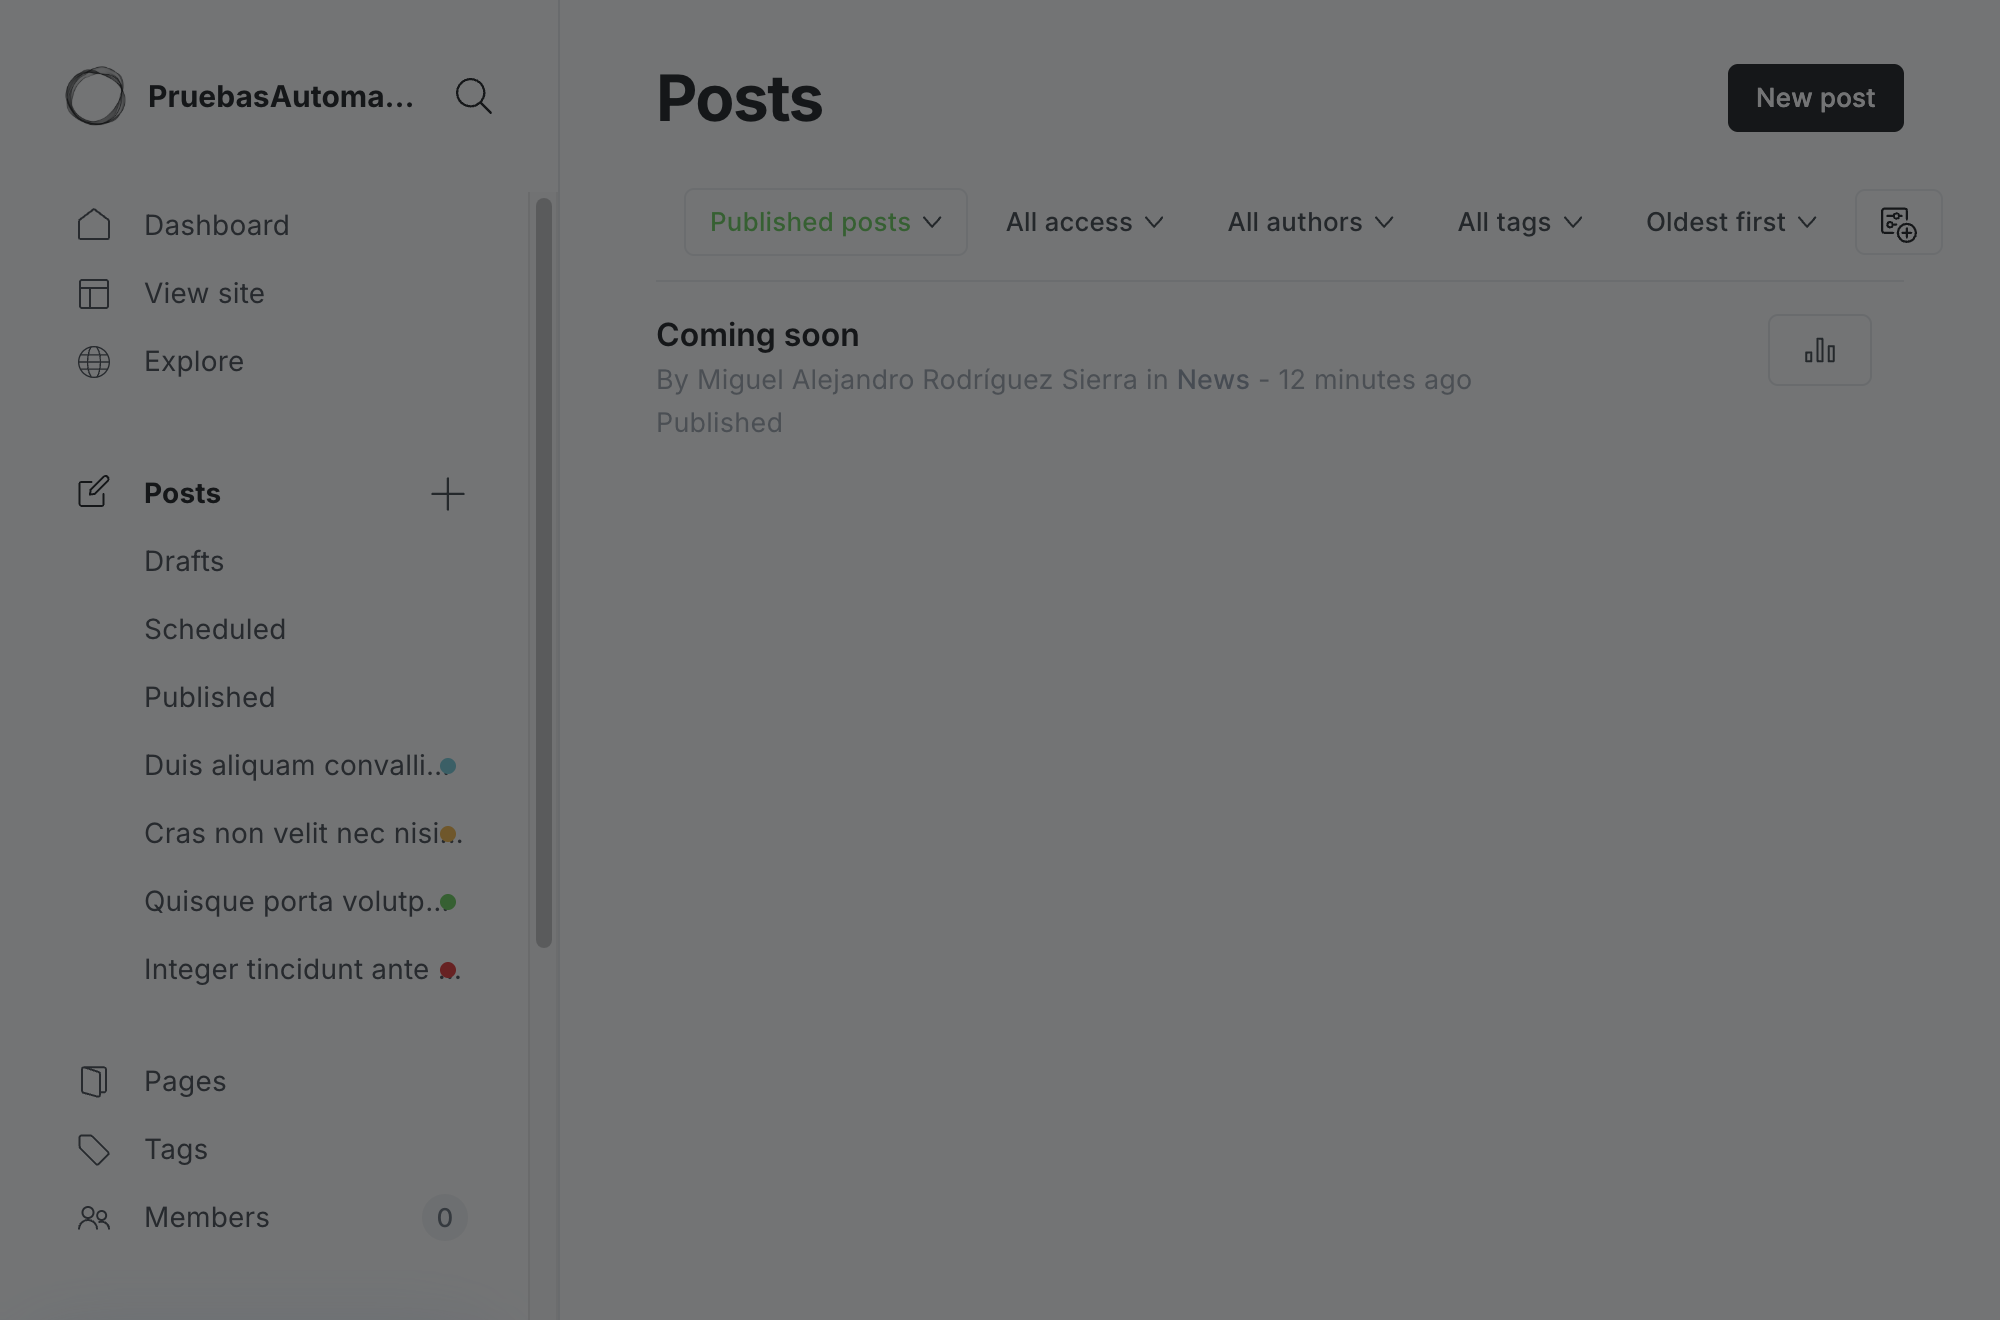 PruebasAutoma...
Dashboard
View site
Explore
Posts
Drafts
Scheduled
Published
Duis aliquam convalli...
Cras non velit nec nisi...
Quisque porta volutp...
Integer tincidunt ante ...
Pages
Tags
Members
0
Posts
New post
Published posts
All access
All authors
All tags
Oldest first
Coming soon
By Miguel Alejandro Rodríguez Sierra in News - 12 minutes ago
Published